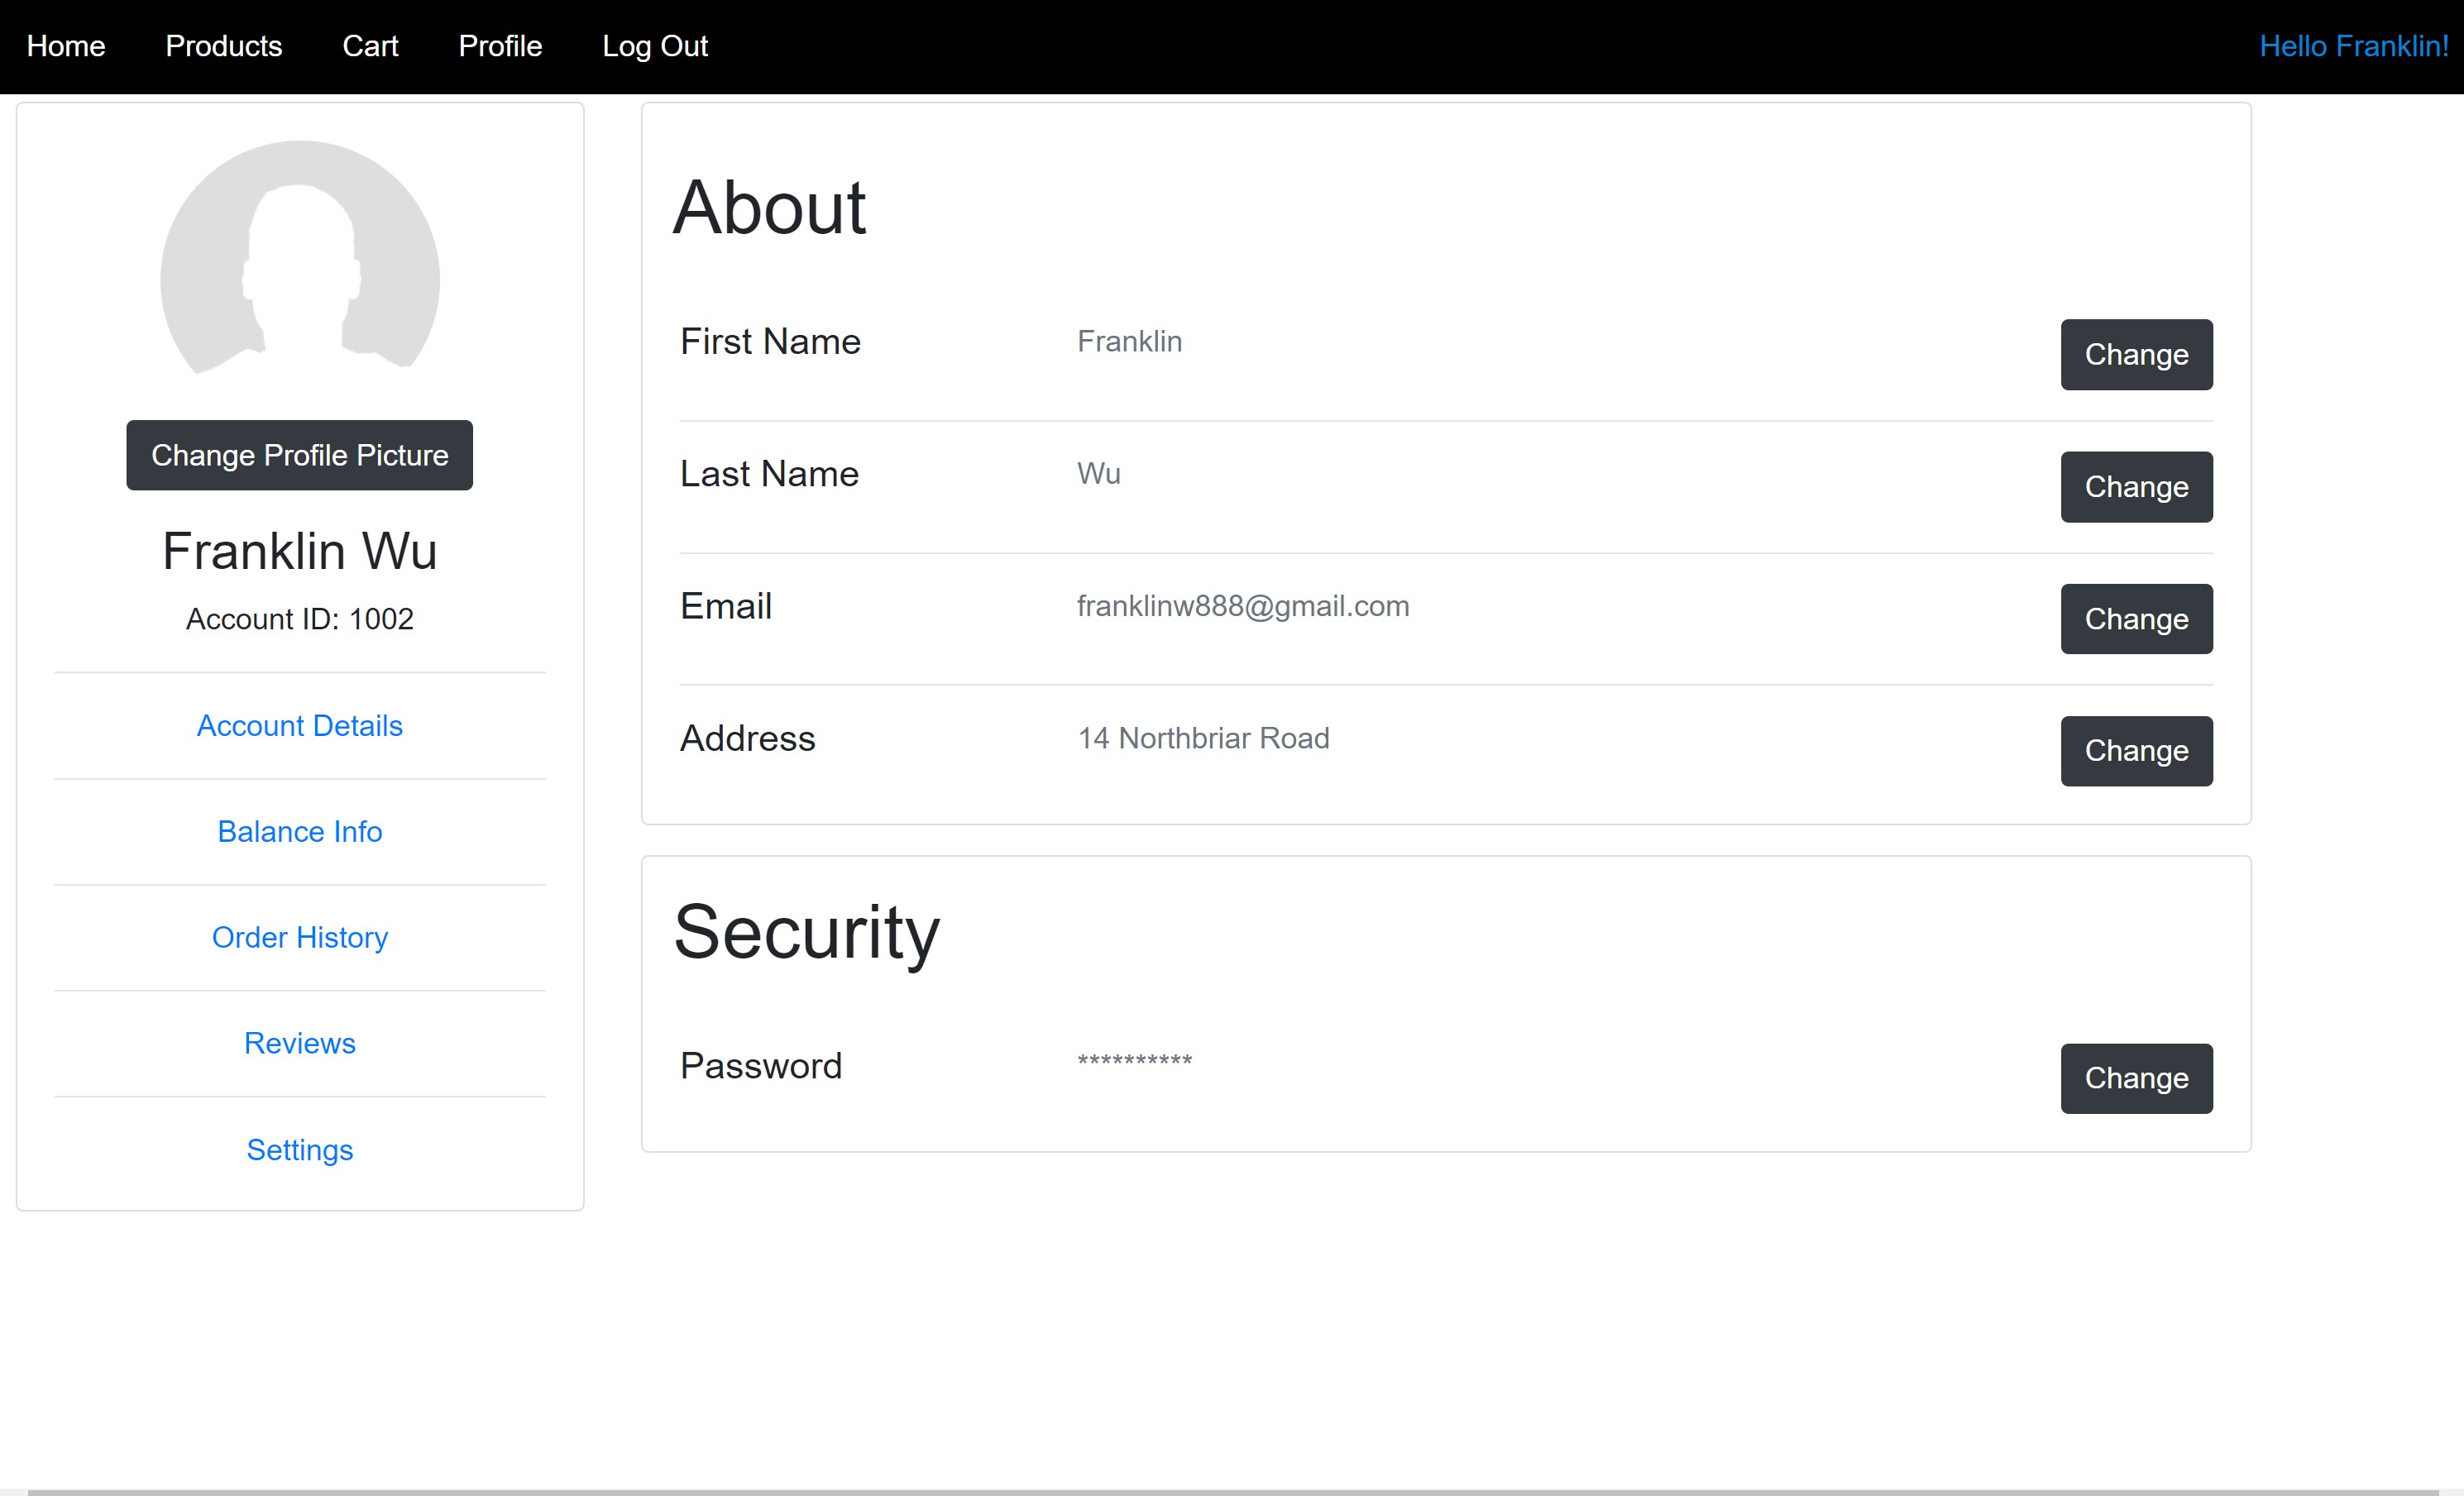 Home Products Cart Profile Log Out Hello Franklin!
Change Profile Picture
Franklin Wu
Account ID: 1002
Account Details
Balance Info
Order History
Reviews
Settings
About
First Name Franklin Change
Last Name Wu Change
Email franklinw888@gmail.com Change
Address 14 Northbriar Road Change
Security
Password ********** Change